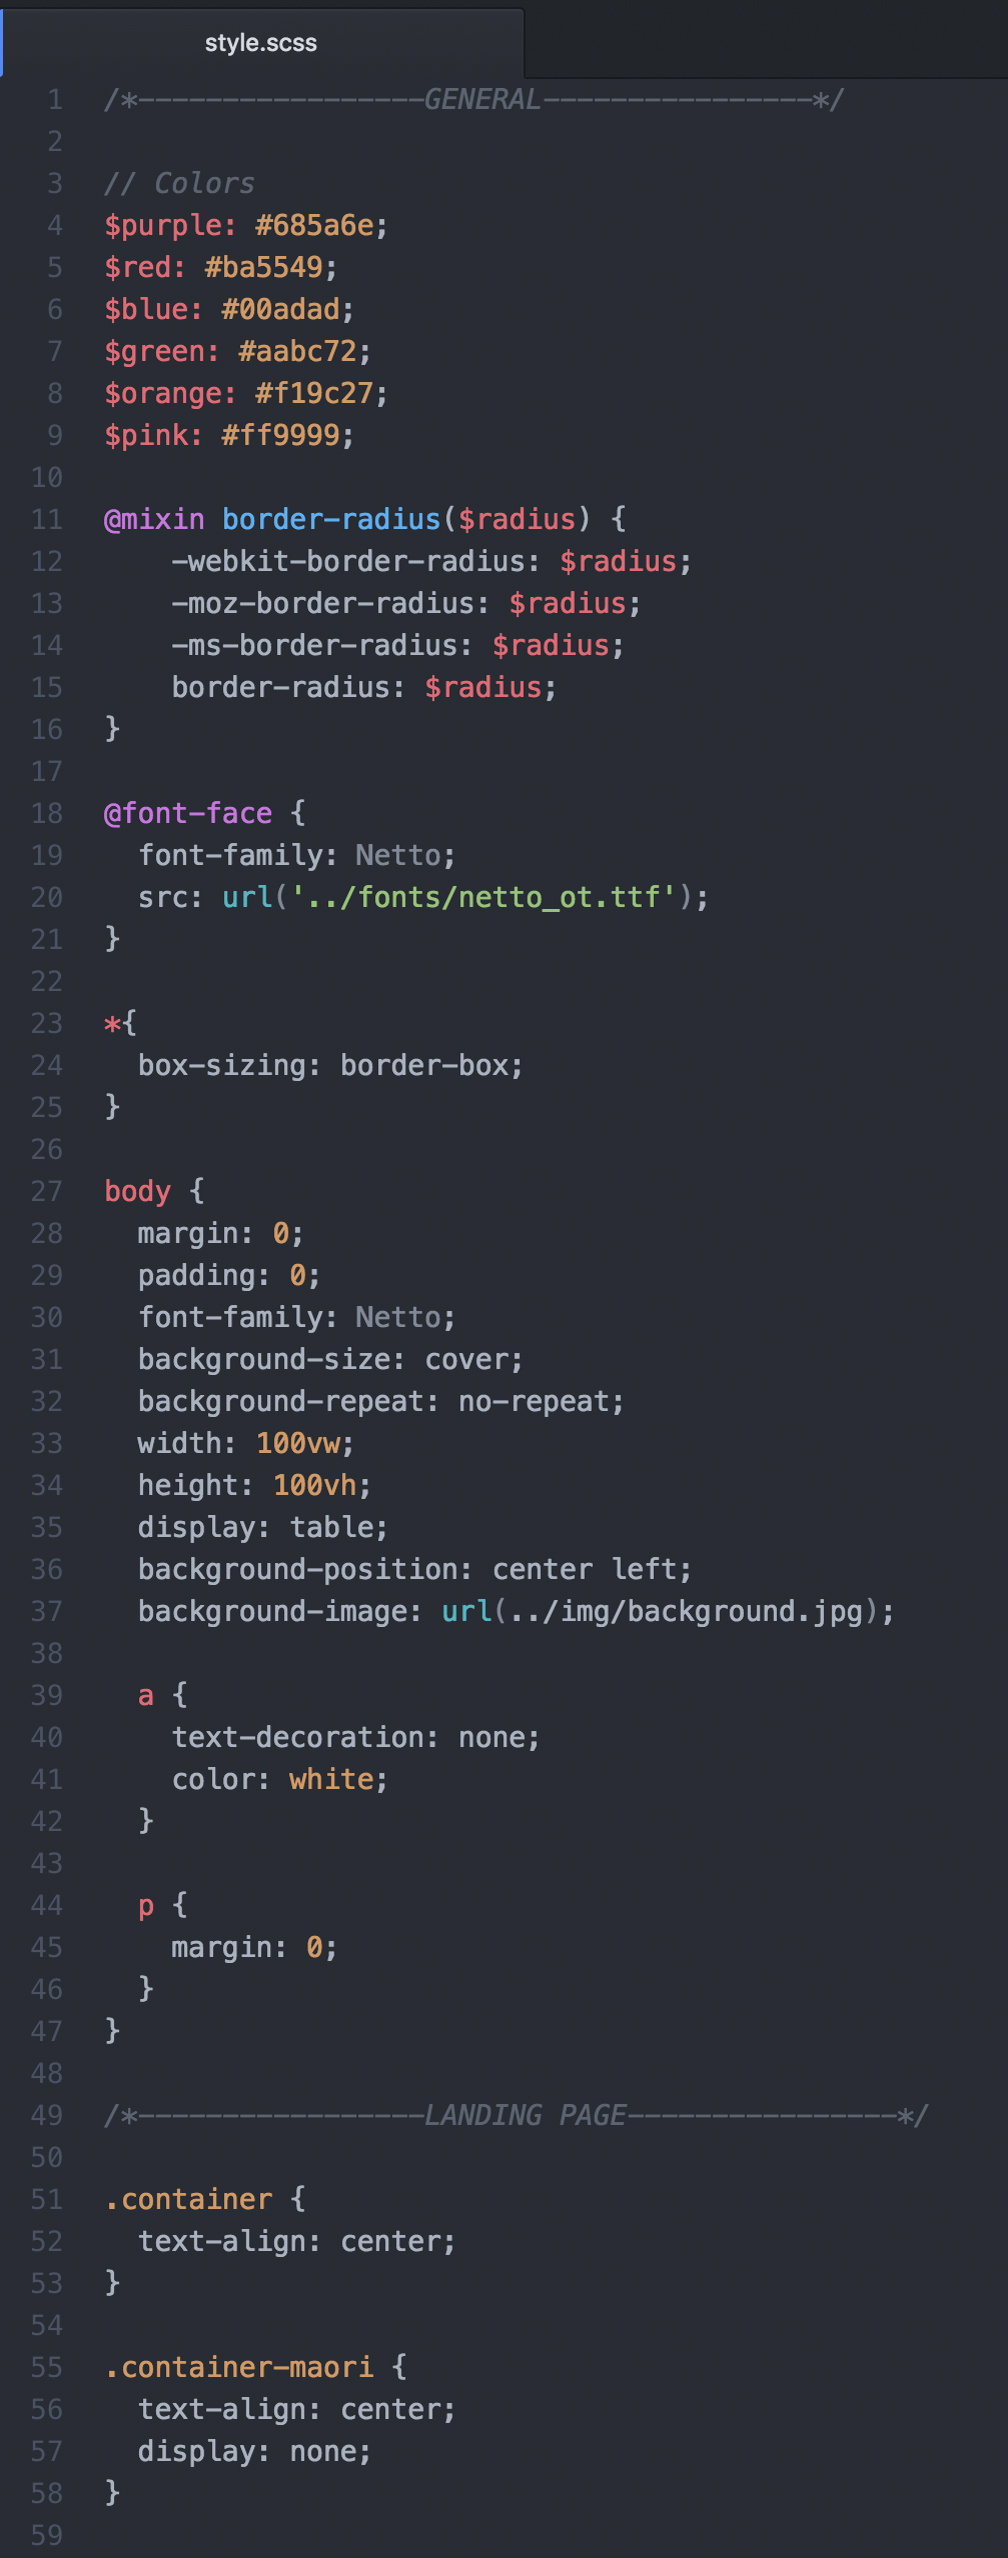 style.scss
1 /*-----------------GENERAL----------------*/
2
3 // Colors
4 $purple: #685a6e;
5 $red: #ba5549;
6 $blue: #00adad;
7 $green: #aabc72;
8 $orange: #f19c27;
9 $pink: #ff9999;
10
11 @mixin border-radius($radius) {
12     -webkit-border-radius: $radius;
13     -moz-border-radius: $radius;
14     -ms-border-radius: $radius;
15     border-radius: $radius;
16 }
17
18 @font-face {
19   font-family: Netto;
20   src: url('../fonts/netto_ot.ttf');
21 }
22
23 *{
24   box-sizing: border-box;
25 }
26
27 body {
28   margin: 0;
29   padding: 0;
30   font-family: Netto;
31   background-size: cover;
32   background-repeat: no-repeat;
33   width: 100vw;
34   height: 100vh;
35   display: table;
36   background-position: center left;
37   background-image: url(../img/background.jpg);
38
39   a {
40     text-decoration: none;
41     color: white;
42   }
43
44   p {
45     margin: 0;
46   }
47 }
48
49 /*-----------------LANDING PAGE----------------*/
50
51 .container {
52   text-align: center;
53 }
54
55 .container-maori {
56   text-align: center;
57   display: none;
58 }
59